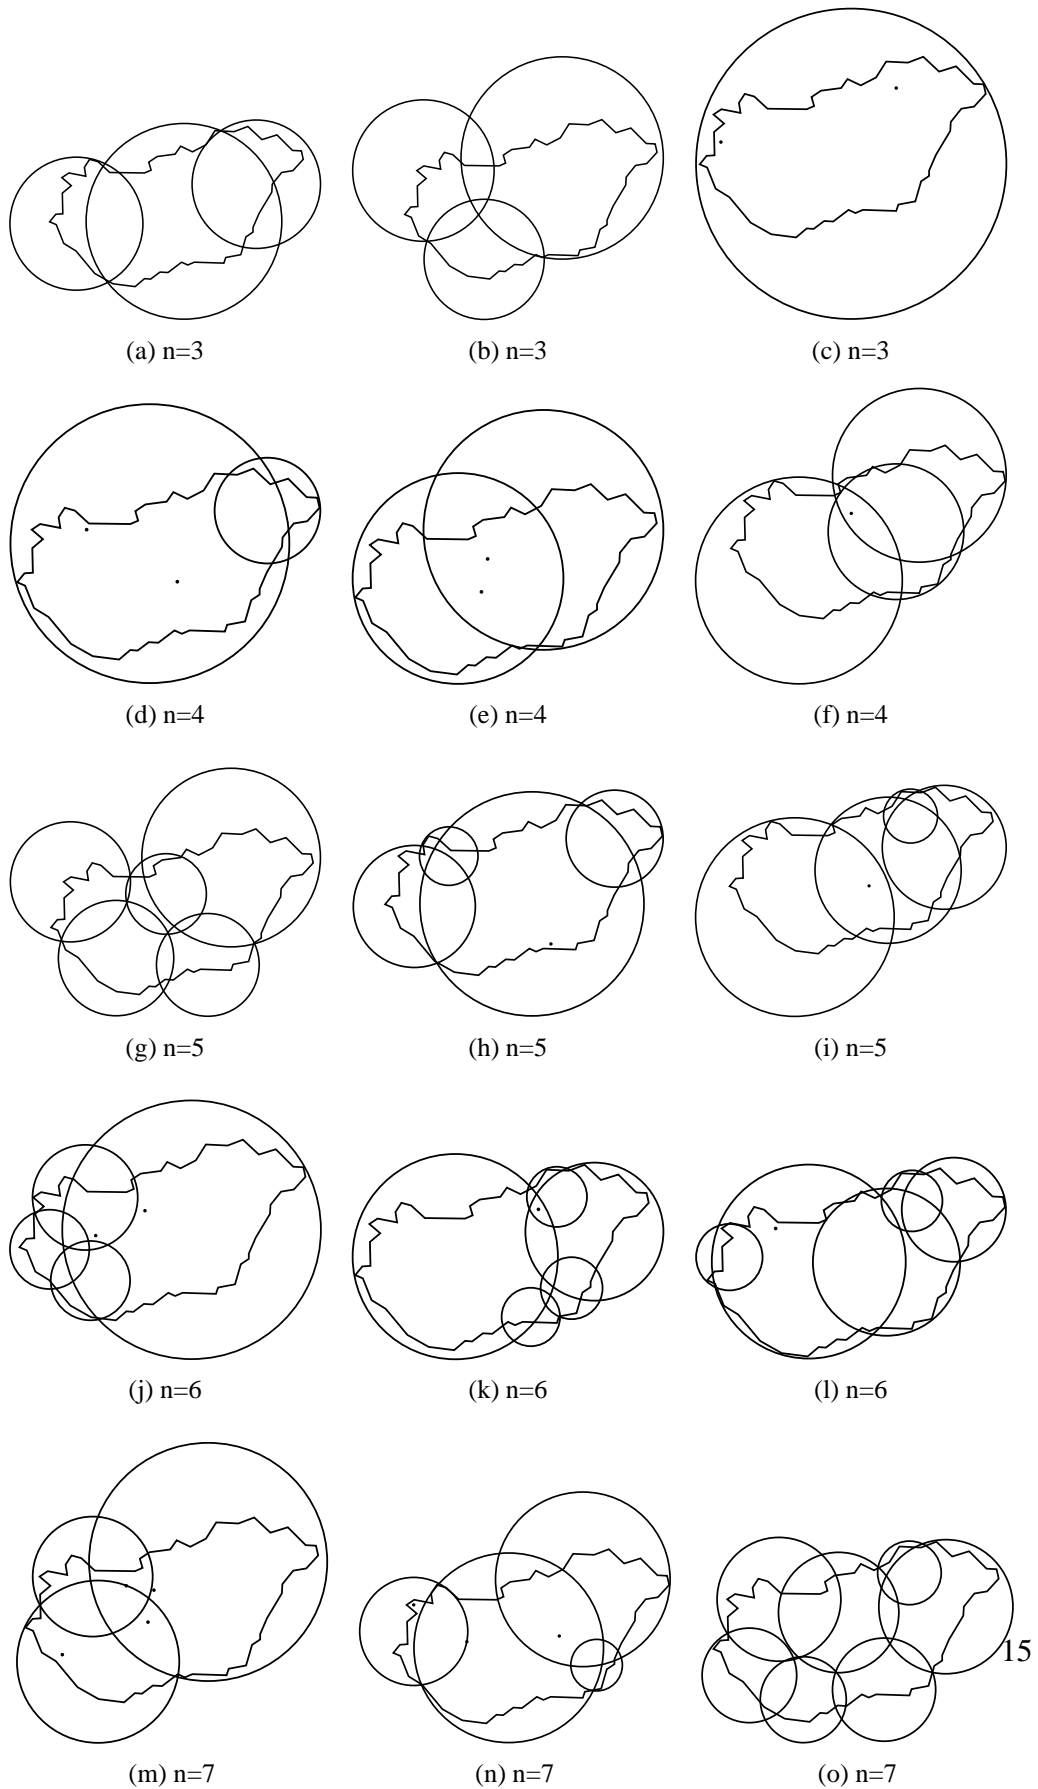 (a) n=3 (b) n=3 (c) n=3
(d) n=4 (e) n=4 (f) n=4
(g) n=5 (h) n=5 (i) n=5
(j) n=6 (k) n=6 (l) n=6
15
(m) n=7 (n) n=7 (o) n=7